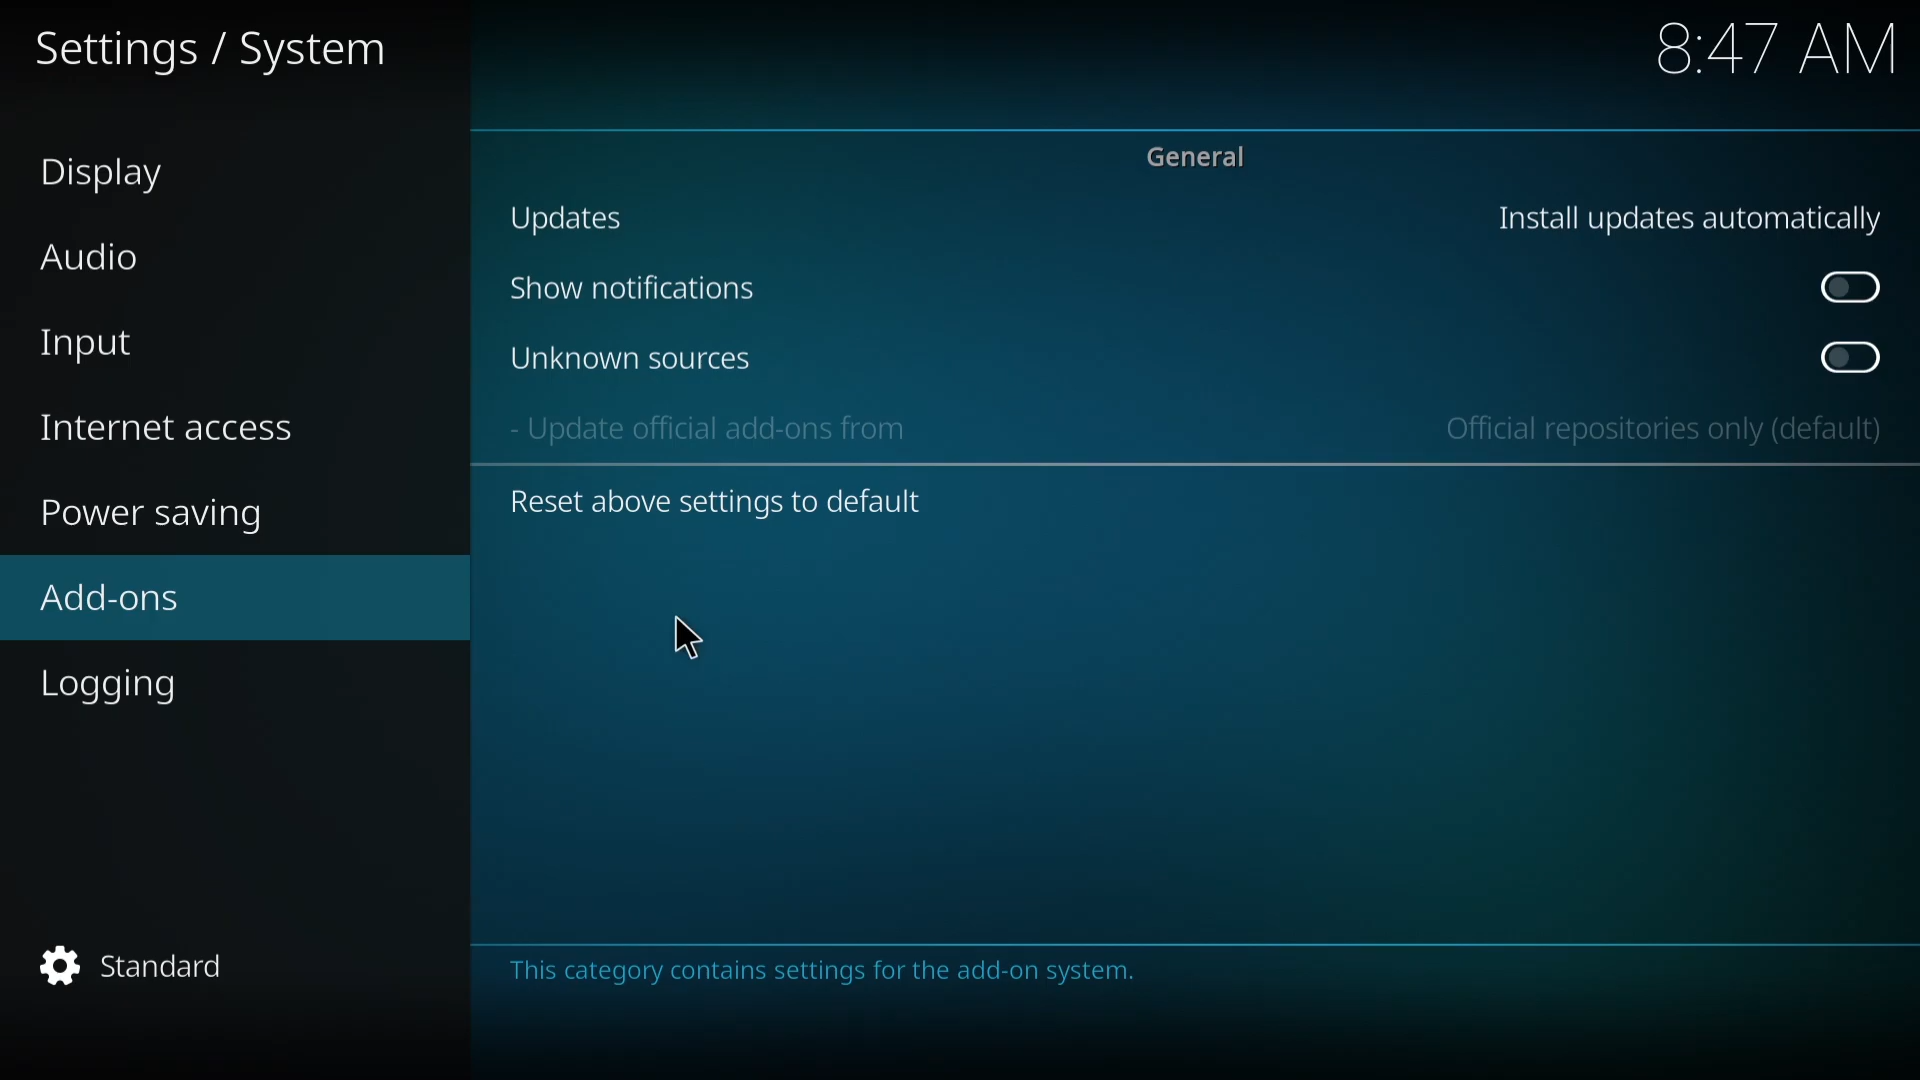 Settings / System
8:47 AM
Display
Audio
Input
Internet access
Power saving
Add-ons
Logging
Standard
General
Updates Install updates automatically
Show notifications
Unknown sources
- Update official add-ons from Official repositories only (default)
Reset above settings to default
This category contains settings for the add-on system.